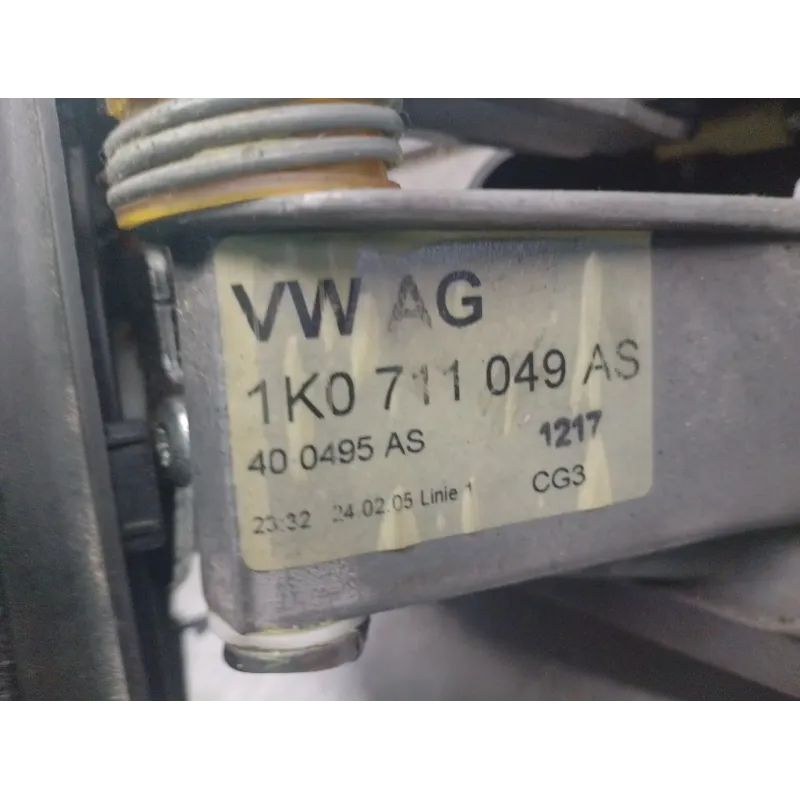 VW AG
1K0 711 049 AS
40 0495 AS 1217
23:32 24.02.05 Linie 1 CG3